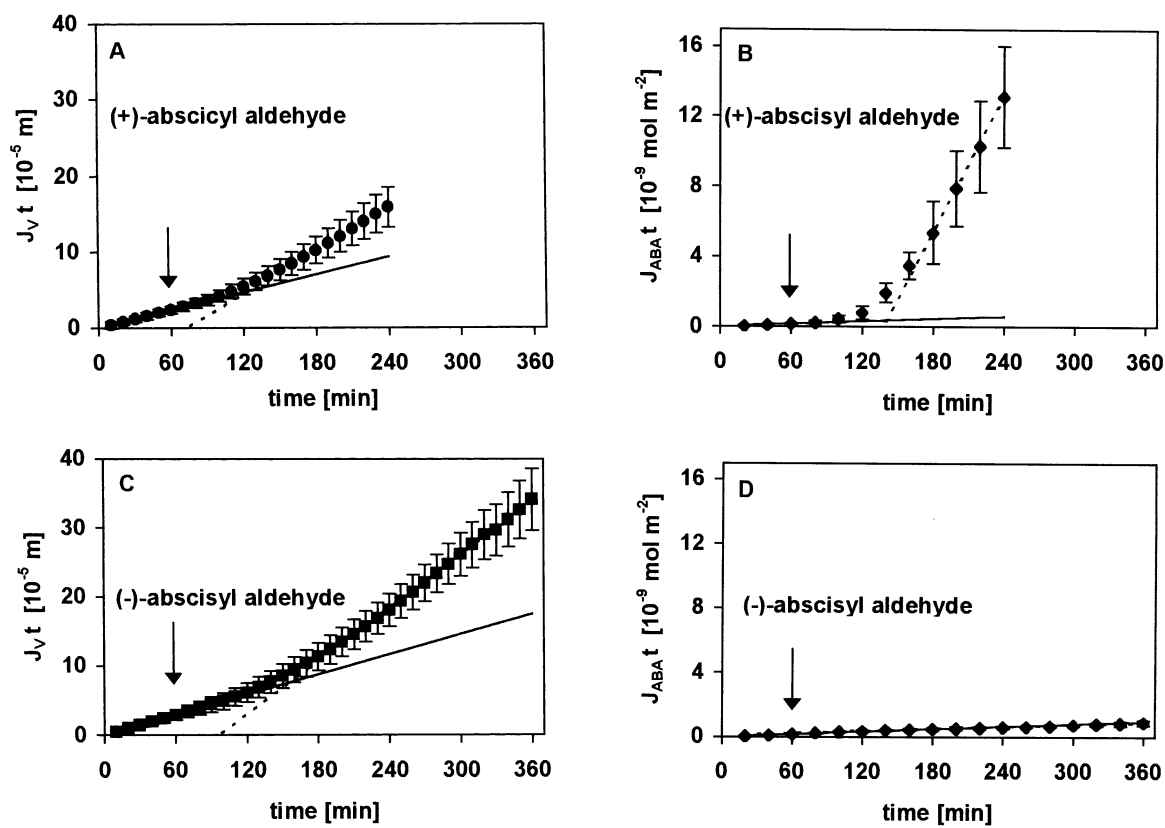 A
(+)-abscicyl aldehyde
J_V t [10^-5 m]
40
30
20
10
0
0 60 120 180 240 300 360
time [min]
B
(+)-abscisyl aldehyde
J_ABA t [10^-9 mol m^-2]
16
12
8
4
0
0 60 120 180 240 300 360
time [min]
C
(-)-abscisyl aldehyde
J_V t [10^-5 m]
40
30
20
10
0
0 60 120 180 240 300 360
time [min]
D
(-)-abscisyl aldehyde
J_ABA t [10^-9 mol m^-2]
16
12
8
4
0
0 60 120 180 240 300 360
time [min]